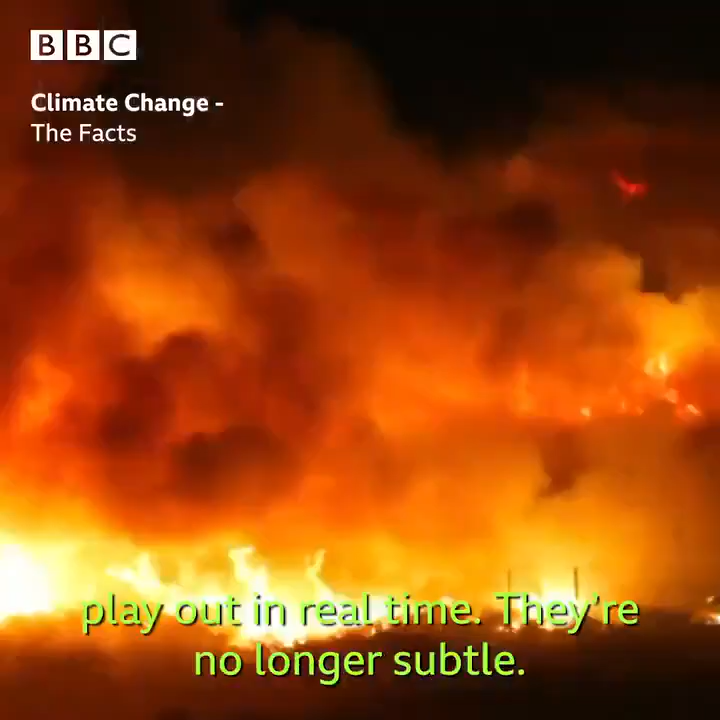 BBC
Climate Change -
The Facts
play out in real time. They're
no longer subtle.